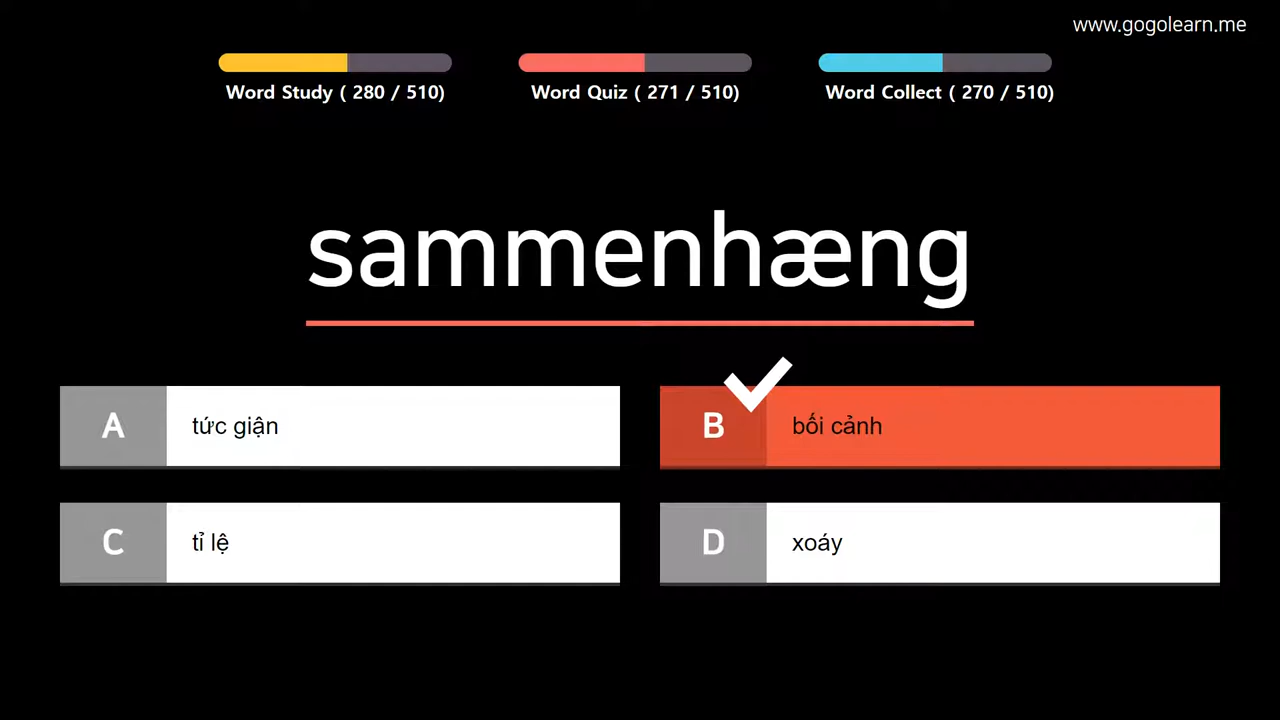 www.gogolearn.me
Word Study ( 280 / 510)
Word Quiz ( 271 / 510)
Word Collect ( 270 / 510)
sammenhæng
A tức giận
B bối cảnh
C tỉ lệ
D xoáy